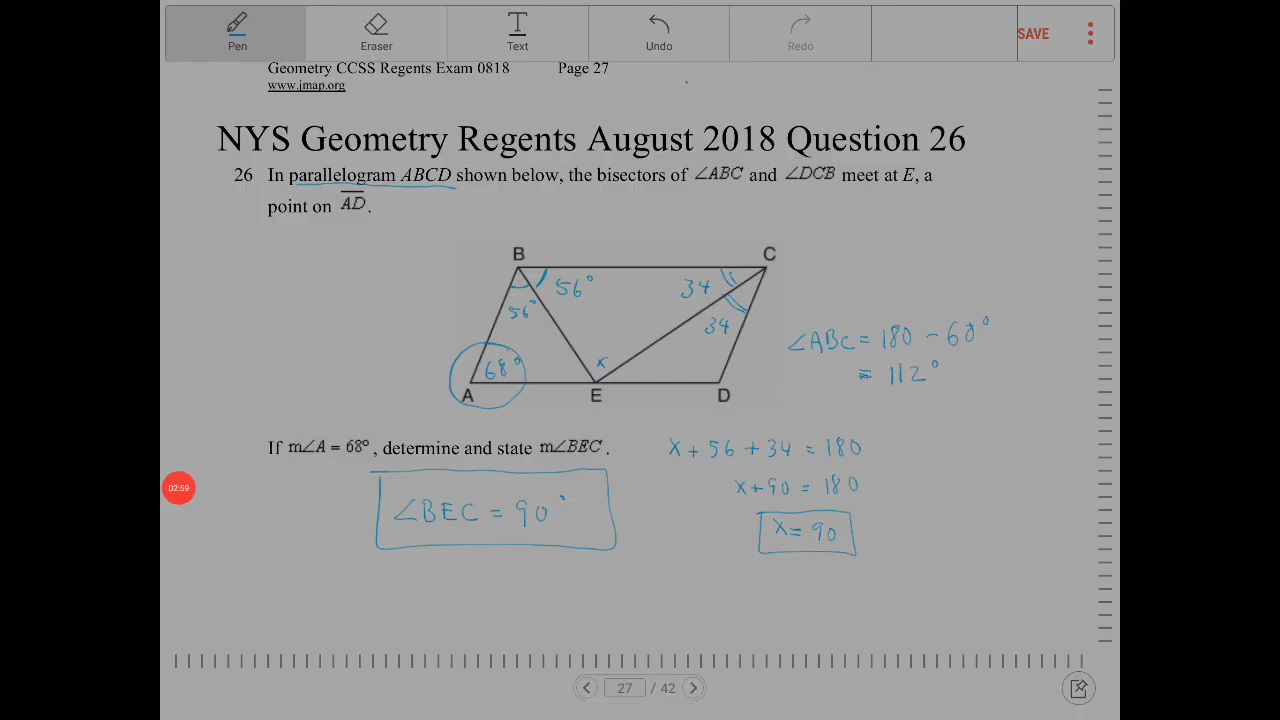 Pen Eraser Text Undo Redo SAVE
Geometry CCSS Regents Exam 0818 Page 27
www.jmap.org
NYS Geometry Regents August 2018 Question 26
26 In parallelogram ABCD shown below, the bisectors of ∠ABC and ∠DCB meet at E, a
point on A̅D̅.
B C
56° 34
56° 34
∠ABC = 180 - 68°
= 112°
68° x
A E D
If m∠A = 68°, determine and state m∠BEC.
x + 56 + 34 = 180
x + 90 = 180
02:59
∠BEC = 90°
x = 90
27 / 42